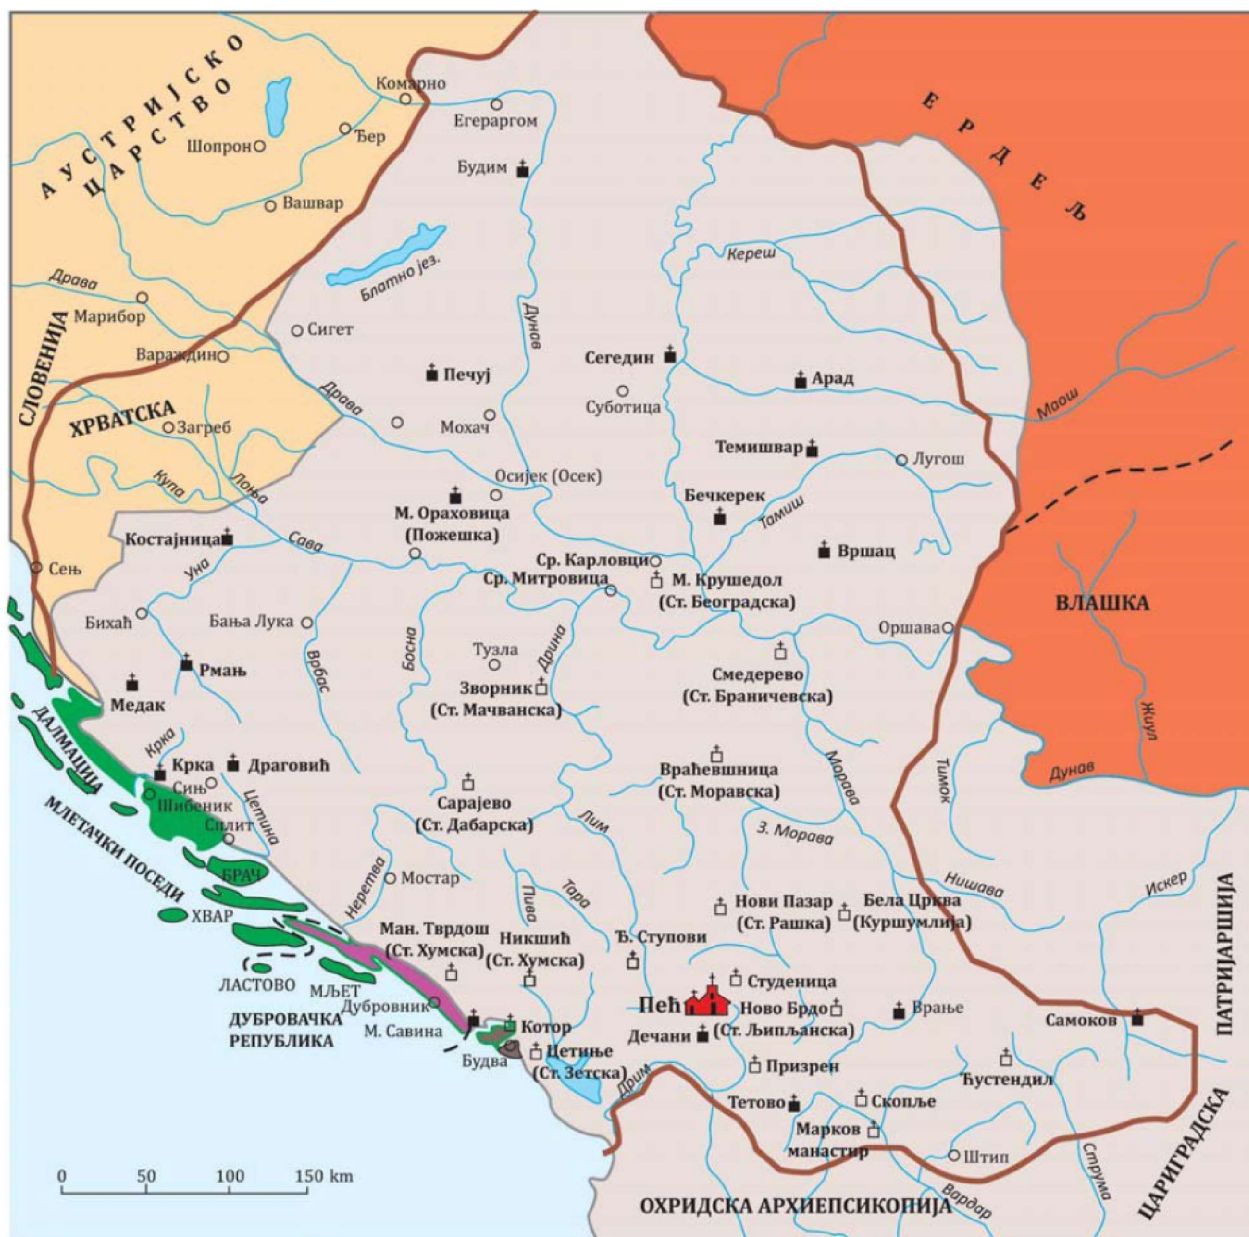 АУСТРИЈСКО
ЦАРСТВО
Комарно
Егераргом
Ђер
Шопрон
Будим
Вашвар
ЕРДЕЉ
Кереш
Блатно јез.
Драва
Марибор
Дунав
Сигет
СЛОВЕНИЈА
Вараждин
Сегедин
Печуј
Арад
Суботица
Драва
Маош
ХРВАТСКА
Загреб
Мохач
Темишвар
Лугош
Осијек (Осек)
Купа
Лоња
Бечкерек
Тамиш
М. Ораховица
(Пожешка)
Костајница
Сава
Вршац
Ср. Карловци
Уна
Сењ
Ср. Митровица
М. Крушедол
(Ст. Београдска)
ВЛАШКА
Бихаћ
Бања Лука
Оршава
Врбас
Босна
Дрина
Тузла
Рмањ
Смедерево
(Ст. Браничевска)
Зворник
(Ст. Мачванска)
Медак
Жиул
ДАЛМАЦИЈА
Крка
Крка
Драговић
Враћевшница
(Ст. Моравска)
Морава
Тимок
Дунав
Сињ
Шибеник
Цетина
Сарајево
(Ст. Дабарска)
Лим
З. Морава
Сплит
МЛЕТАЧКИ ПОСЕДИ
БРАЧ
Неретва
Мостар
Пива
Тара
Нишава
Искер
ХВАР
Нови Пазар
(Ст. Рашка)
Бела Црква
(Куршумлија)
Ман. Тврдош
(Ст. Хумска)
Никшић
(Ст. Хумска)
Ђ. Ступови
ПАТРИЈАРШИЈА
ЛАСТОВО
МЉЕТ
Студеница
Дубровник
Пећ
Ново Брдо
(Ст. Љипљанска)
Врање
Самоков
ДУБРОВАЧКА
РЕПУБЛИКА
М. Савина
Котор
Дечани
Будва
Цетиње
(Ст. Зетска)
Призрен
Ћустендил
Дрим
Тетово
Скопље
Марков
манастир
Штип
Струма
ЦАРИГРАДСКА
Вардар
ОХРИДСКА АРХИЕПСИКОПИЈА
0 50 100 150 km